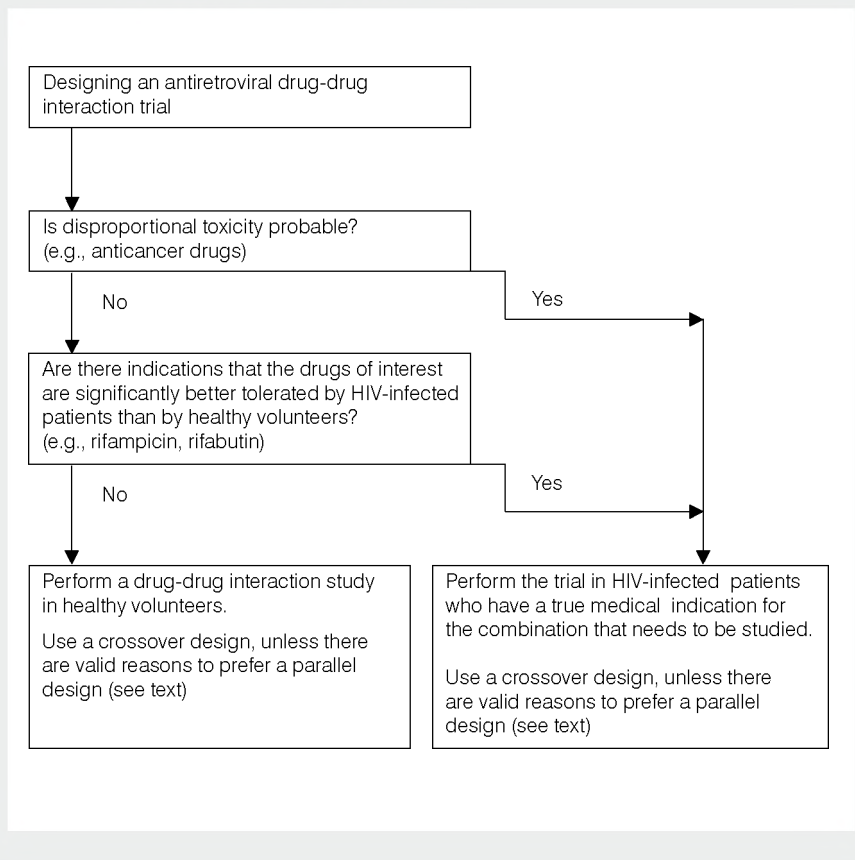 Designing an antiretroviral drug-drug
interaction trial
Is disproportional toxicity probable?
(e.g., anticancer drugs)
No
Yes
Are there indications that the drugs of interest
are significantly better tolerated by HIV-infected
patients than by healthy volunteers?
(e.g., rifampicin, rifabutin)
No
Yes
Perform a drug-drug interaction study
in healthy volunteers.
Use a crossover design, unless there
are valid reasons to prefer a parallel
design (see text)
Perform the trial in HIV-infected patients
who have a true medical indication for
the combination that needs to be studied.
Use a crossover design, unless there
are valid reasons to prefer a parallel
design (see text)